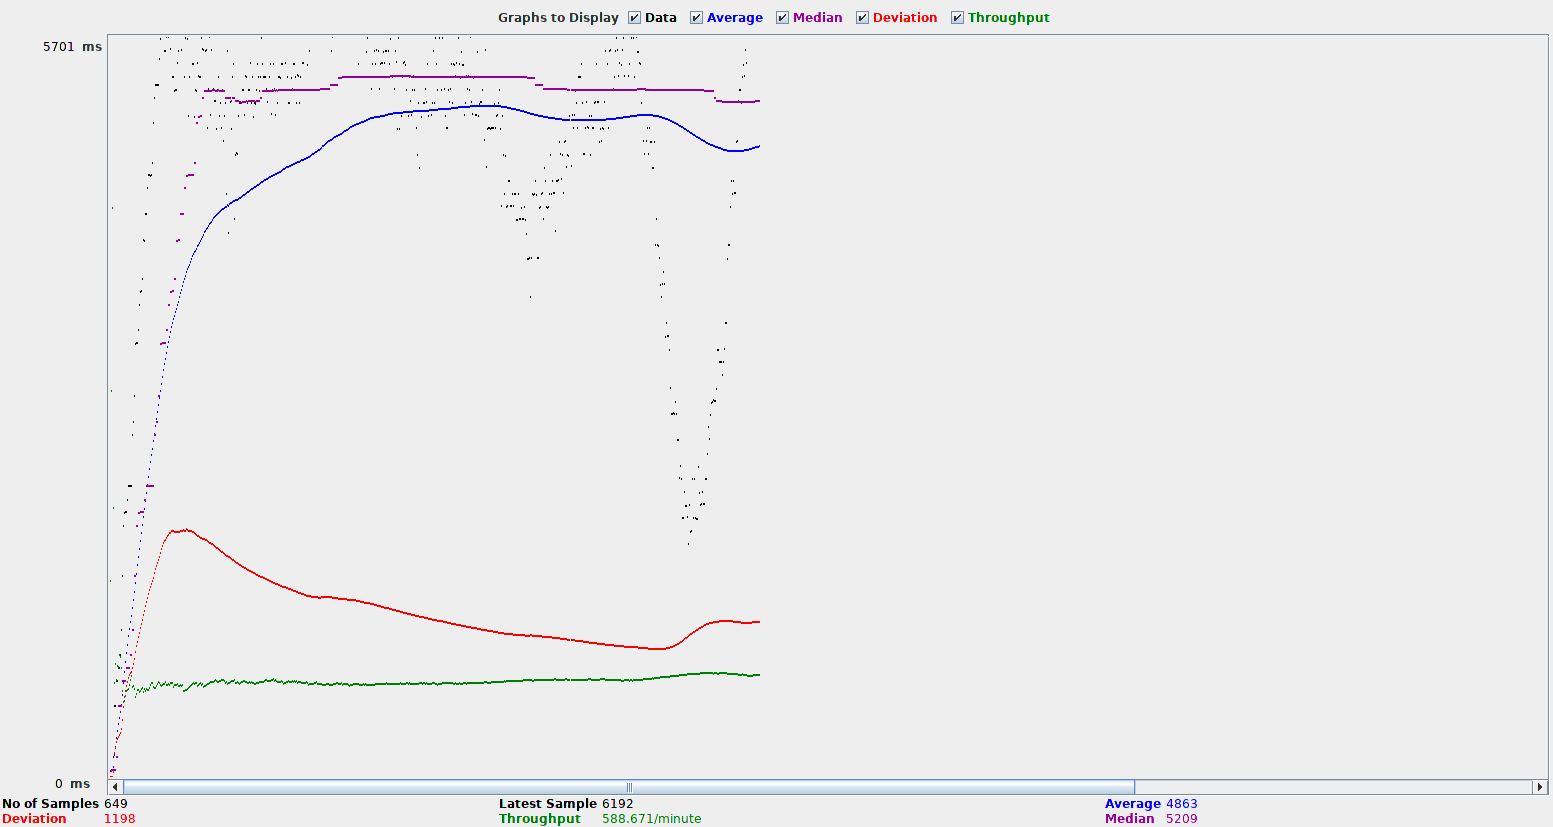 Graphs to Display Data Average Median Deviation Throughput
5701 ms
0 ms
No of Samples 649 Latest Sample 6192 Average 4863
Deviation 1198 Throughput 588.671/minute Median 5209